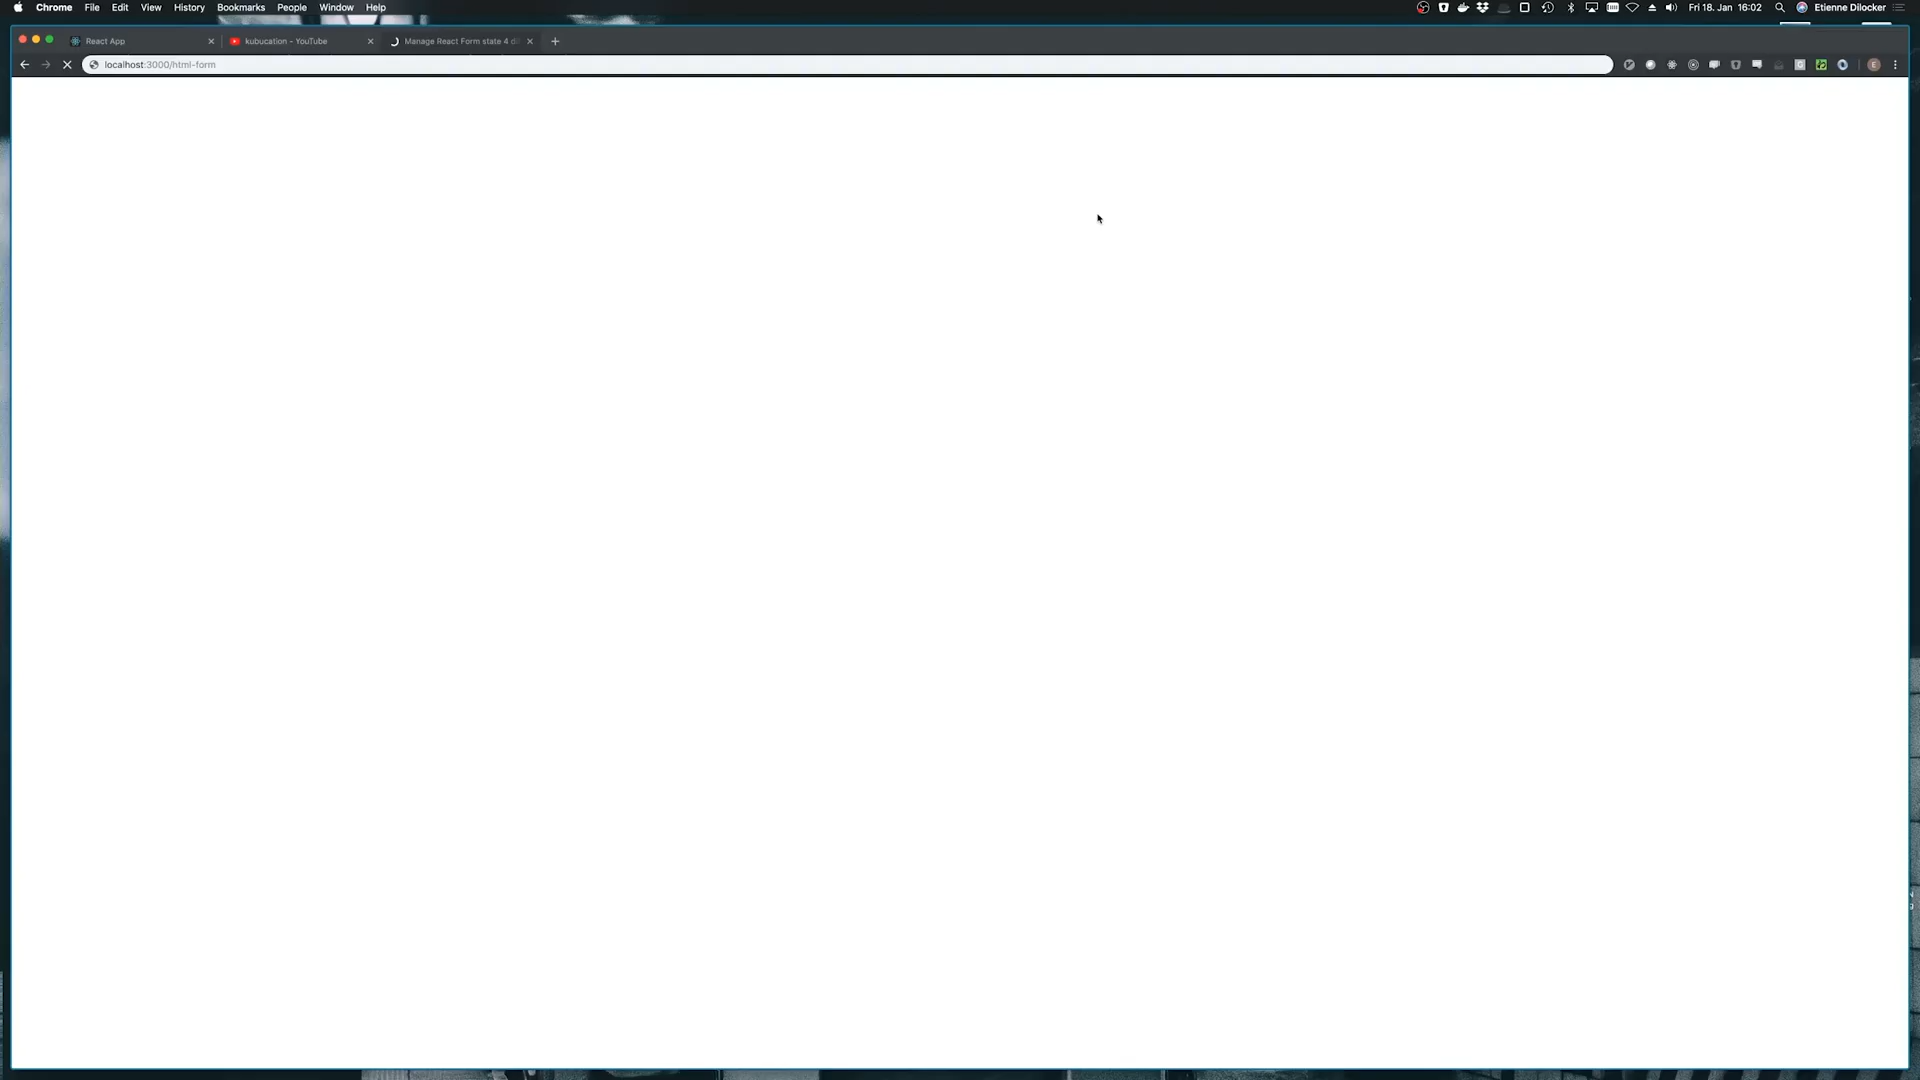 Chrome File Edit View History Bookmarks People Window Help Fri 18. Jan 16:02 Etienne Dilocker
React App kubucation - YouTube Manage React Form state 4 di
localhost:3000/html-form E